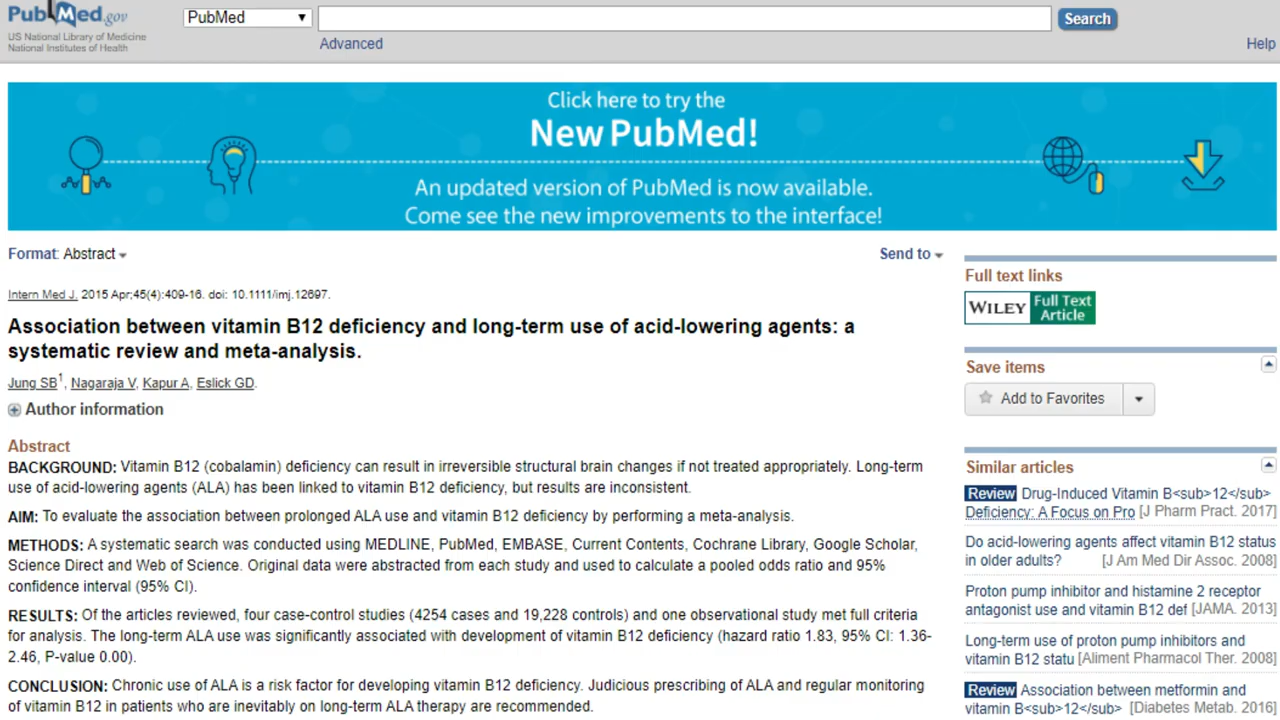 PubMed.gov
US National Library of Medicine
National Institutes of Health
PubMed
Search
Advanced
Help
Click here to try the
New PubMed!
An updated version of PubMed is now available.
Come see the new improvements to the interface!
Format: Abstract
Send to
Intern Med J. 2015 Apr;45(4):409-16. doi: 10.1111/imj.12697.
Association between vitamin B12 deficiency and long-term use of acid-lowering agents: a
systematic review and meta-analysis.
Jung SB1, Nagaraja V, Kapur A, Eslick GD.
Author information
Abstract
BACKGROUND: Vitamin B12 (cobalamin) deficiency can result in irreversible structural brain changes if not treated appropriately. Long-term
use of acid-lowering agents (ALA) has been linked to vitamin B12 deficiency, but results are inconsistent.
AIM: To evaluate the association between prolonged ALA use and vitamin B12 deficiency by performing a meta-analysis.
METHODS: A systematic search was conducted using MEDLINE, PubMed, EMBASE, Current Contents, Cochrane Library, Google Scholar,
Science Direct and Web of Science. Original data were abstracted from each study and used to calculate a pooled odds ratio and 95%
confidence interval (95% CI).
RESULTS: Of the articles reviewed, four case-control studies (4254 cases and 19,228 controls) and one observational study met full criteria
for analysis. The long-term ALA use was significantly associated with development of vitamin B12 deficiency (hazard ratio 1.83, 95% CI: 1.36-
2.46, P-value 0.00).
CONCLUSION: Chronic use of ALA is a risk factor for developing vitamin B12 deficiency. Judicious prescribing of ALA and regular monitoring
of vitamin B12 in patients who are inevitably on long-term ALA therapy are recommended.
Full text links
WILEY Full Text
Article
Save items
Add to Favorites
Similar articles
Review Drug-Induced Vitamin B<sub>12</sub>
Deficiency: A Focus on Pro [J Pharm Pract. 2017]
Do acid-lowering agents affect vitamin B12 status
in older adults? [J Am Med Dir Assoc. 2008]
Proton pump inhibitor and histamine 2 receptor
antagonist use and vitamin B12 def [JAMA. 2013]
Long-term use of proton pump inhibitors and
vitamin B12 statu [Aliment Pharmacol Ther. 2008]
Review Association between metformin and
vitamin B<sub>12</sub> [Diabetes Metab. 2016]